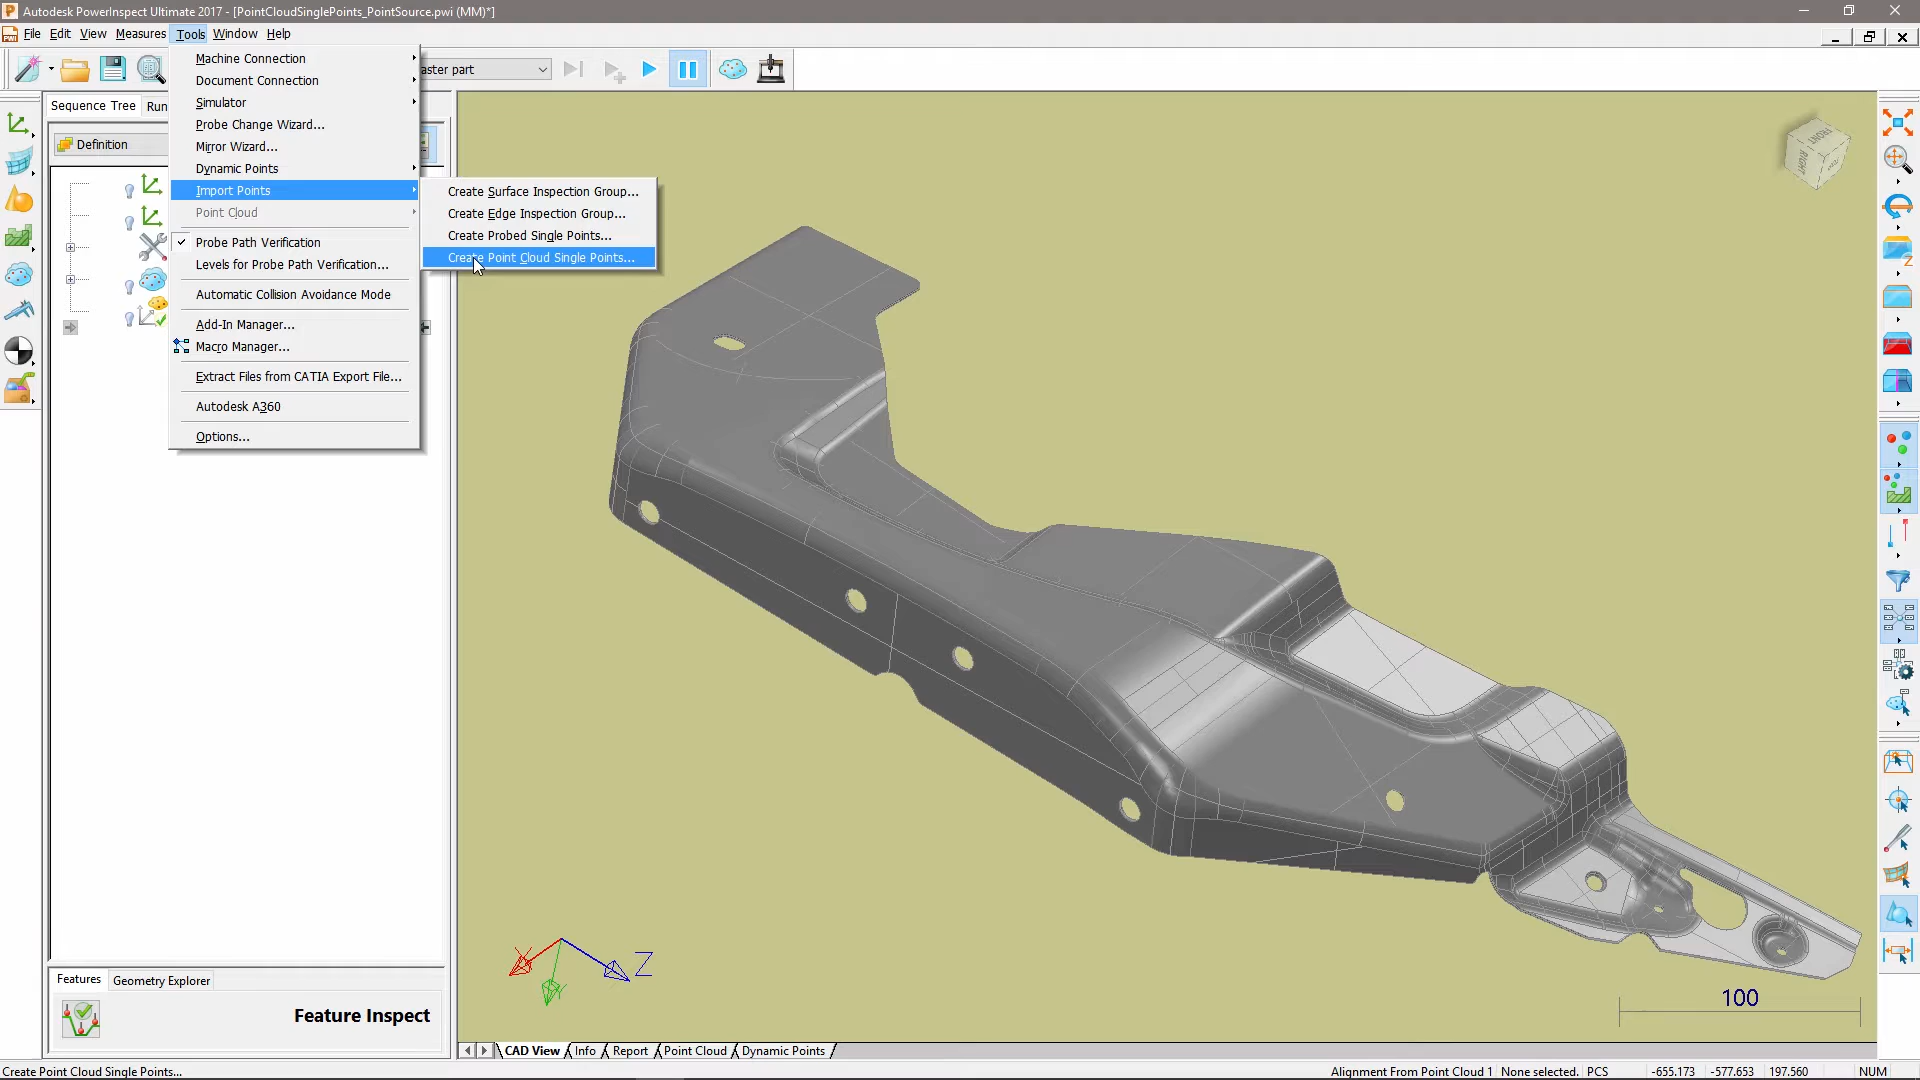 Autodesk PowerInspect Ultimate 2017 - [PointCloudSinglePoints_PointSource.pwi (MM)*]
File Edit View Measures Tools Window Help
Machine Connection
Document Connection
Simulator
Probe Change Wizard...
Mirror Wizard...
Dynamic Points
Import Points
Point Cloud
Probe Path Verification
Levels for Probe Path Verification...
Automatic Collision Avoidance Mode
Add-In Manager...
Macro Manager...
Extract Files from CATIA Export File...
Autodesk A360
Options...
Create Surface Inspection Group...
Create Edge Inspection Group...
Create Probed Single Points...
Create Point Cloud Single Points...
aster part
Sequence Tree Run
Definition
FRONT
RIGHT
X
Y
Z
100
Features Geometry Explorer
Feature Inspect
CAD View Info Report Point Cloud Dynamic Points
Create Point Cloud Single Points... Alignment From Point Cloud 1 None selected. PCS -655.173 -577.653 197.560 NUM